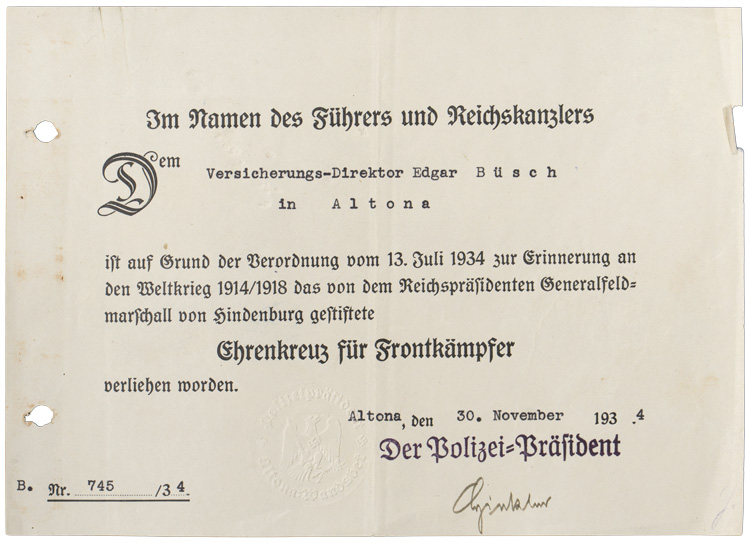 Im Namen des Führers und Reichskanzlers
Dem Versicherungs-Direktor Edgar Büsch
in Altona
ist auf Grund der Verordnung vom 13. Juli 1934 zur Erinnerung an
den Weltkrieg 1914/1918 das von dem Reichspräsidenten Generalfeld-
marschall von Hindenburg gestiftete
Ehrenkreuz für Frontkämpfer
verliehen worden.
Altona, den 30. November 193 .4
Der Polizei-Präsident
B. Nr. 745 /34.